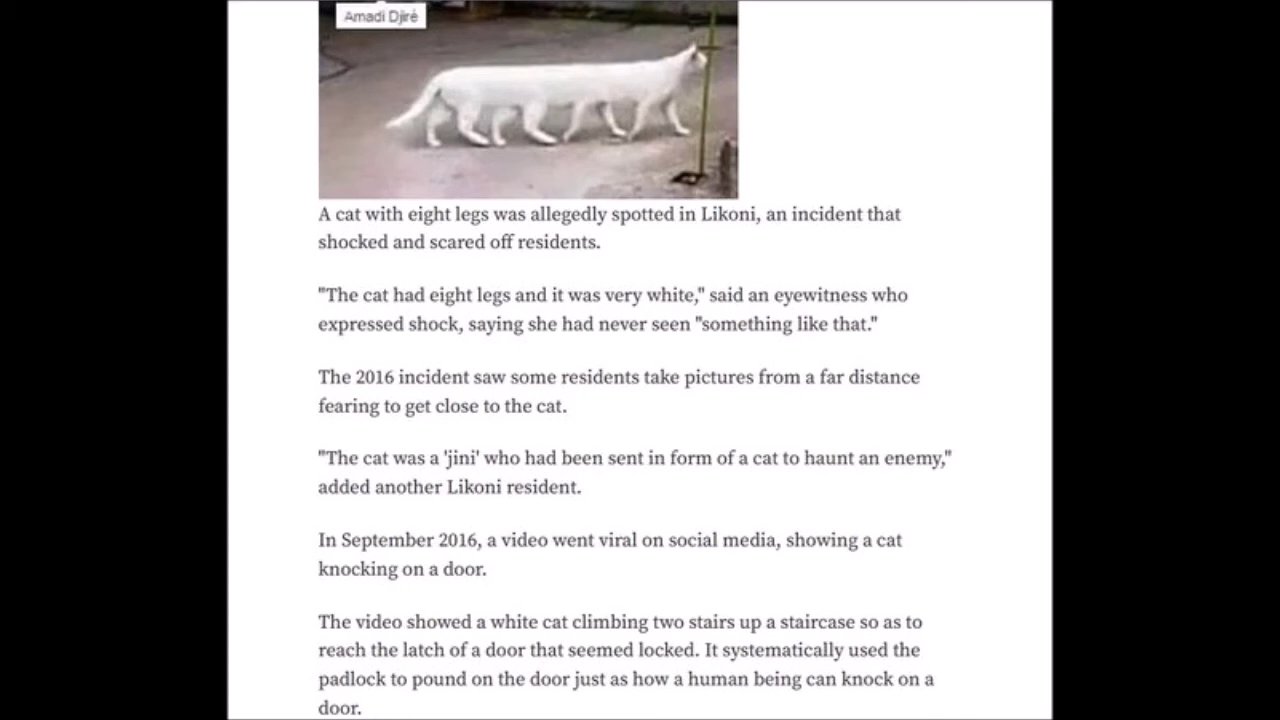 Amadi Djiré
A cat with eight legs was allegedly spotted in Likoni, an incident that
shocked and scared off residents.
"The cat had eight legs and it was very white," said an eyewitness who
expressed shock, saying she had never seen "something like that."
The 2016 incident saw some residents take pictures from a far distance
fearing to get close to the cat.
"The cat was a 'jini' who had been sent in form of a cat to haunt an enemy,"
added another Likoni resident.
In September 2016, a video went viral on social media, showing a cat
knocking on a door.
The video showed a white cat climbing two stairs up a staircase so as to
reach the latch of a door that seemed locked. It systematically used the
padlock to pound on the door just as how a human being can knock on a
door.